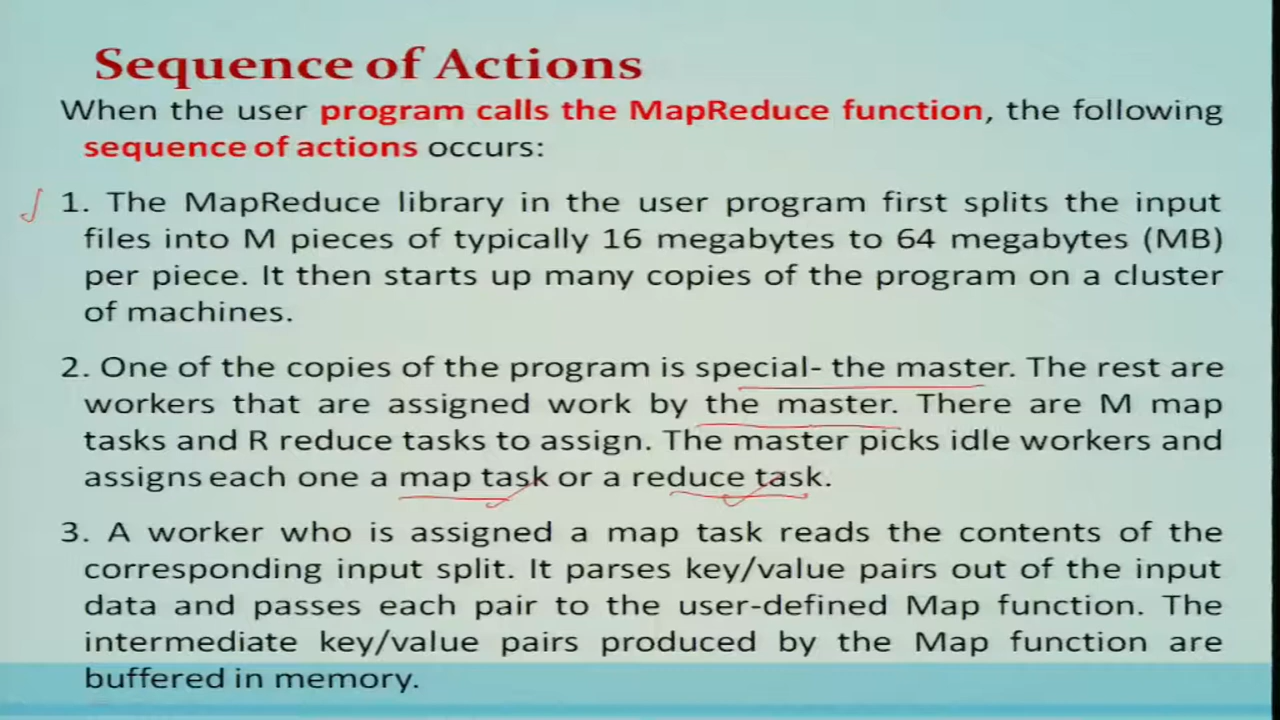 Sequence of Actions
When the user program calls the MapReduce function, the following
sequence of actions occurs:
1. The MapReduce library in the user program first splits the input
files into M pieces of typically 16 megabytes to 64 megabytes (MB)
per piece. It then starts up many copies of the program on a cluster
of machines.
2. One of the copies of the program is special- the master. The rest are
workers that are assigned work by the master. There are M map
tasks and R reduce tasks to assign. The master picks idle workers and
assigns each one a map task or a reduce task.
3. A worker who is assigned a map task reads the contents of the
corresponding input split. It parses key/value pairs out of the input
data and passes each pair to the user-defined Map function. The
intermediate key/value pairs produced by the Map function are
buffered in memory.